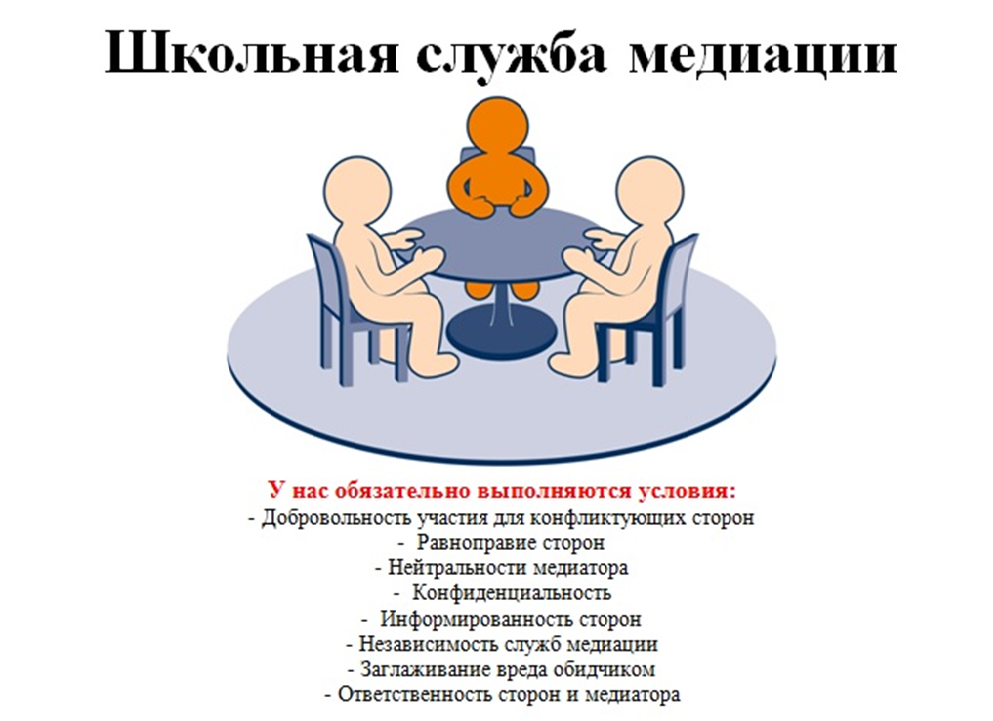 Школьная служба медиации
У нас обязательно выполняются условия:
- Добровольность участия для конфликтующих сторон
- Равноправие сторон
- Нейтральности медиатора
- Конфиденциальность
- Информированность сторон
- Независимость служб медиации
- Заглаживание вреда обидчиком
- Ответственность сторон и медиатора